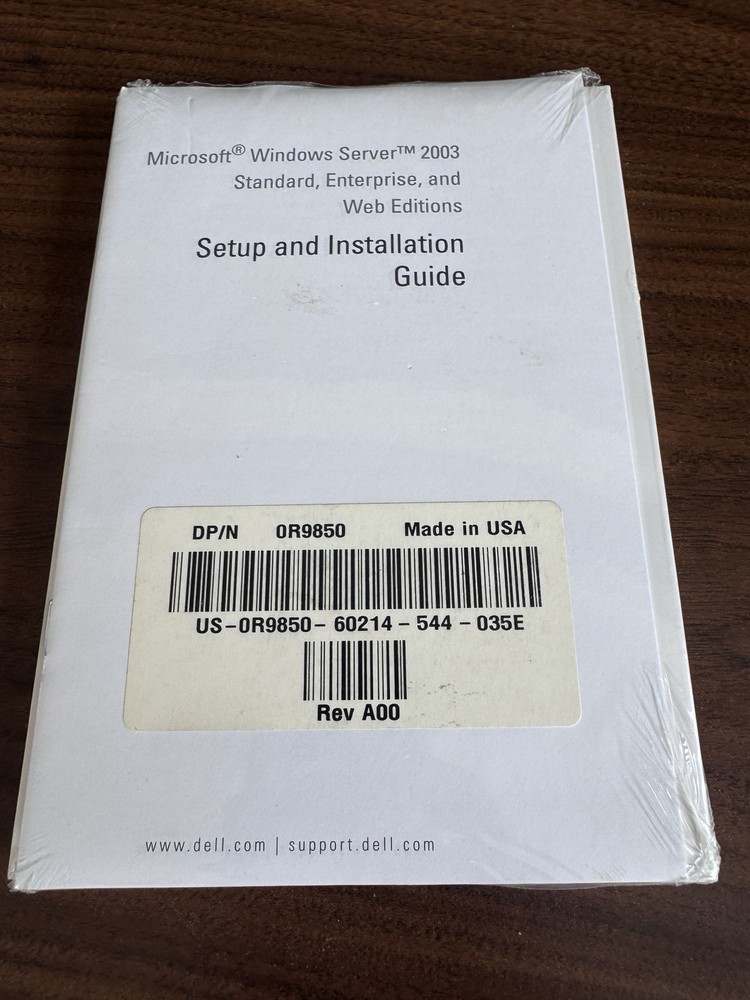 Microsoft® Windows Server™ 2003
Standard, Enterprise, and
Web Editions
Setup and Installation
Guide
DP/N 0R9850 Made in USA
US-0R9850-60214-544-035E
Rev A00
www.dell.com | support.dell.com